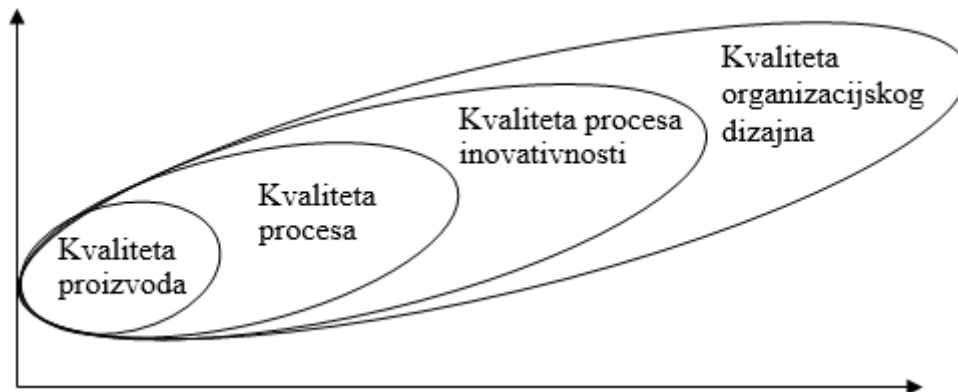 Kvaliteta
proizvoda
Kvaliteta
procesa
Kvaliteta procesa
inovativnosti
Kvaliteta
organizacijskog
dizajna